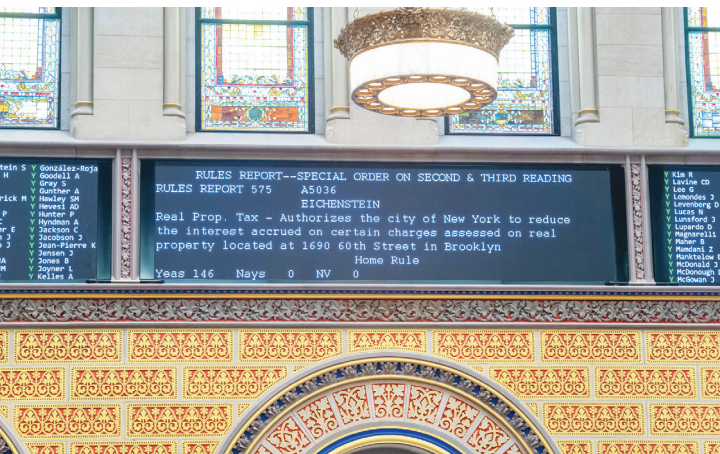 tein S Y González-Roja
H Y Goodell A
Y Gray S
Y Gunther A
rick M Y Hawley SM
Y Hevesi AD
P Y Hunter P
Y Hyndman A
er E Y Jackson C
Y Jacobson J
J Y Jean-Pierre K
Y Jensen J
Y Jones B
Y Joyner L
Y Kelles A
RULES REPORT--SPECIAL ORDER ON SECOND & THIRD READING
RULES REPORT 575 A5036
EICHENSTEIN
Real Prop. Tax - Authorizes the city of New York to reduce
the interest accrued on certain charges assessed on real
property located at 1690 60th Street in Brooklyn
Home Rule
Yeas 146 Nays 0 NV 0
Y Kim R
Y Lavine CD
Y Lee G
Y Lemondes J
Y Levenberg D
Y Lucas N
Y Lunsford J
Y Lupardo D
Y Magnarelli
Y Maher B
Y Mamdani Z
Y Manktelow
Y McDonald J
Y McDonough
Y McGowan J